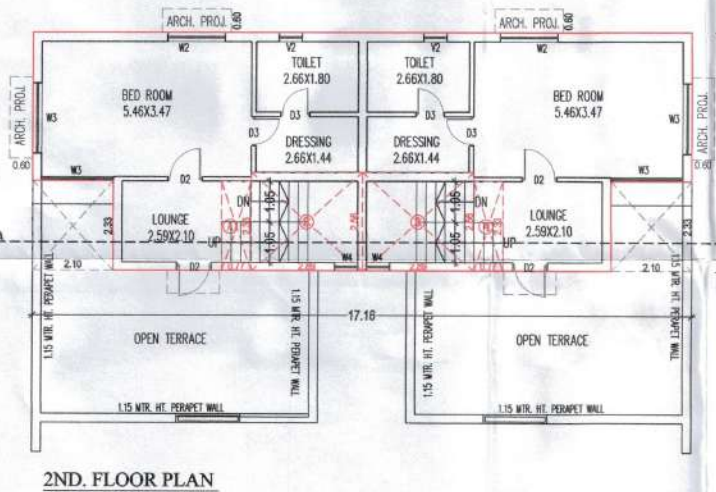 ARCH. PROJ.
0.60
ARCH. PROJ.
0.60
W2
V2
V2
W2
TOILET
2.66X1.80
TOILET
2.66X1.80
BED ROOM
5.46X3.47
BED ROOM
5.46X3.47
ARCH. PROJ.
W3
W3
ARCH. PROJ.
D3
D3
D3
D3
DRESSING
2.66X1.44
DRESSING
2.66X1.44
0.60
W3
W3
0.60
D2
D2
LOUNGE
2.59X2.10
LOUNGE
2.59X2.10
DN
DN
UP
UP
1.05
1.05
1.05
1.05
2.56
2.56
2.33
2.33
2.10
2.10
D2
W4
W4
D2
1.15 MTR. HT. PERAPET WALL
1.15 MTR. HT. PERAPET WALL
17.16
1.15 MTR. HT. PERAPET WALL
1.15 MTR. HT. PERAPET WALL
OPEN TERRACE
OPEN TERRACE
1.15 MTR. HT. PERAPET WALL
1.15 MTR. HT. PERAPET WALL
2ND. FLOOR PLAN